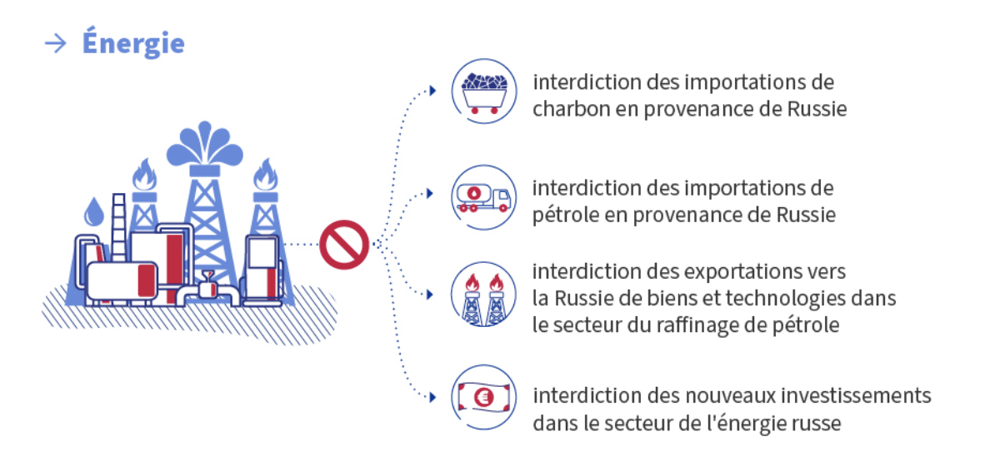 → Énergie
interdiction des importations de
charbon en provenance de Russie
interdiction des importations de
pétrole en provenance de Russie
interdiction des exportations vers
la Russie de biens et technologies dans
le secteur du raffinage de pétrole
€
interdiction des nouveaux investissements
dans le secteur de l'énergie russe